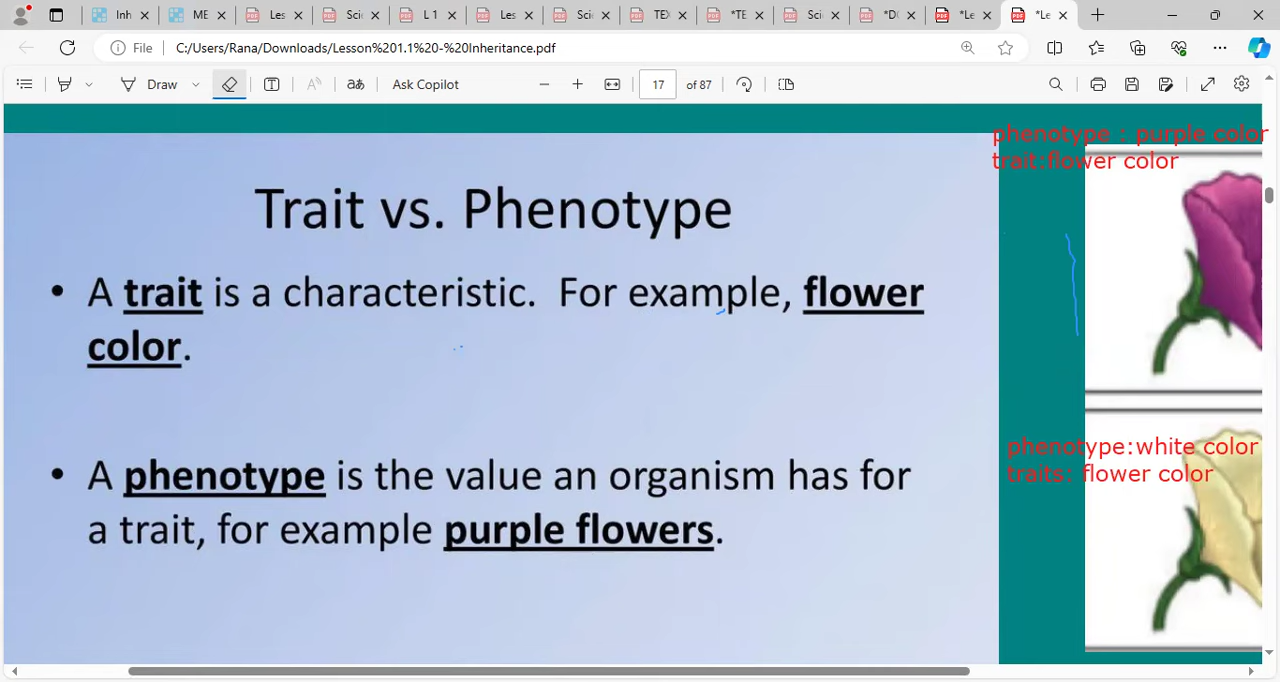 Inh
ME
Les
Scie
L 1
Les
Sci
TEX
*TE
Sci
*D
*Le
*Le
File
C:/Users/Rana/Downloads/Lesson%201.1%20-%20Inheritance.pdf
Draw
Ask Copilot
17
of 87
phenotype : purple color
trait:flower color
Trait vs. Phenotype
• A trait is a characteristic. For example, flower
color.
phenotype:white color
traits: flower color
• A phenotype is the value an organism has for
a trait, for example purple flowers.